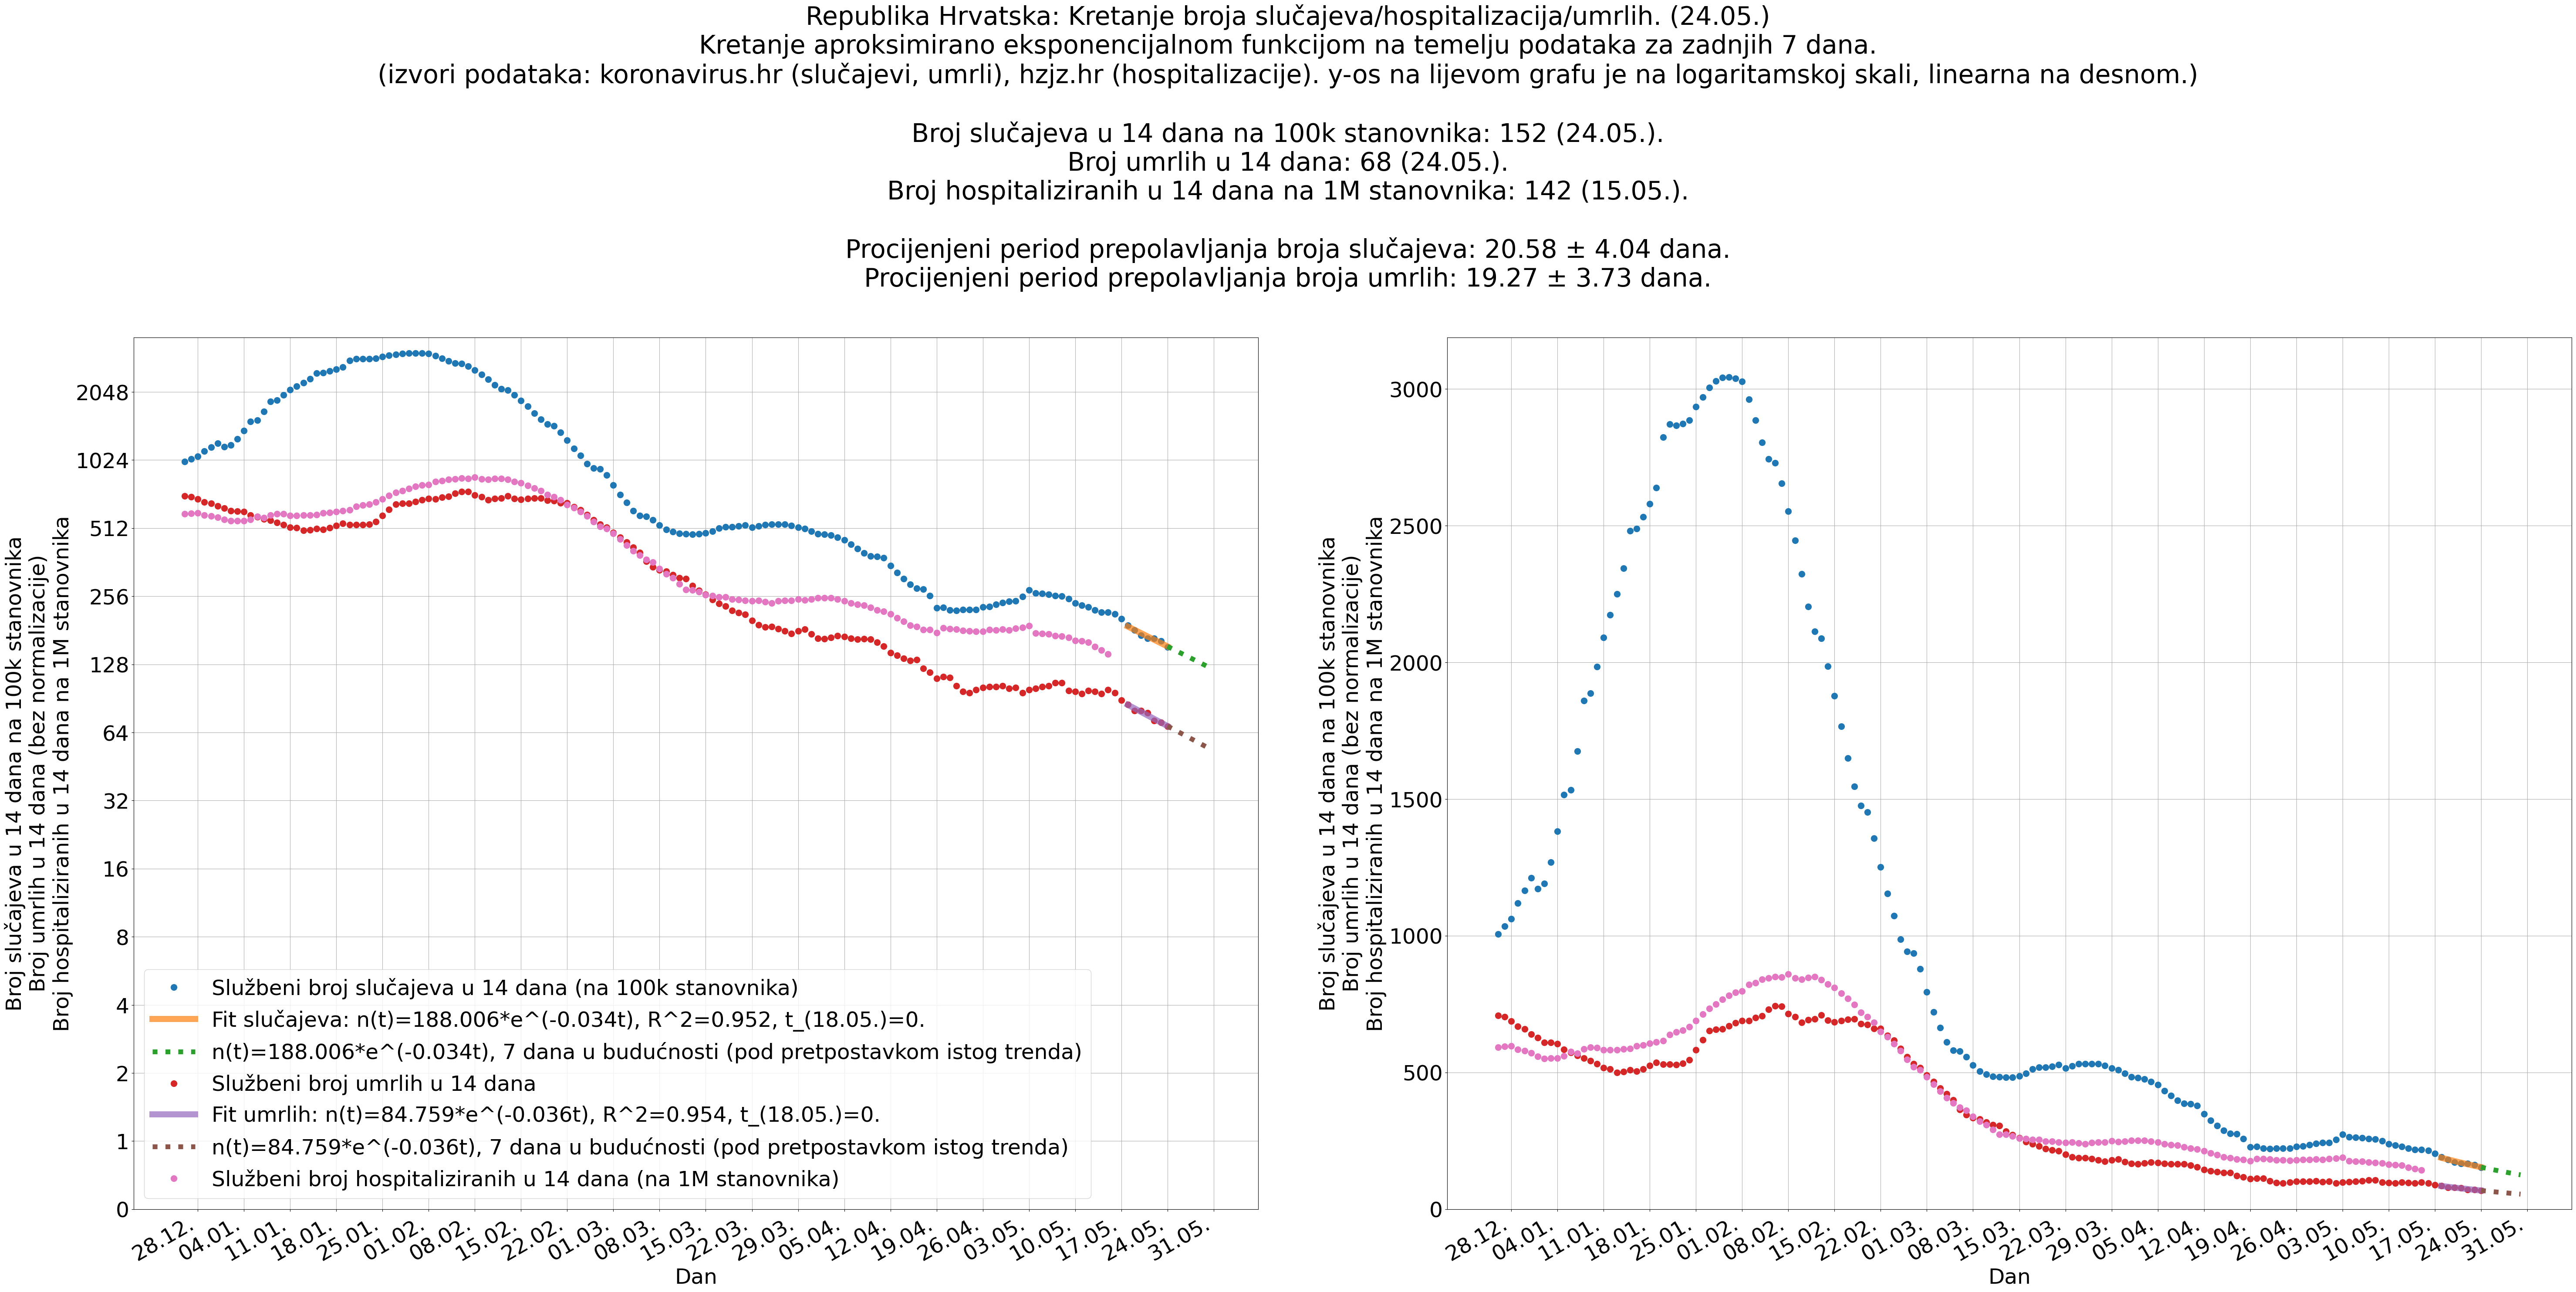 Republika Hrvatska: Kretanje broja slučajeva/hospitalizacija/umrlih. (24.05.)
Kretanje aproksimirano eksponencijalnom funkcijom na temelju podataka za zadnjih 7 dana.
(izvori podataka: koronavirus.hr (slučajevi, umrli), hzjz.hr (hospitalizacije). y-os na lijevom grafu je na logaritamskoj skali, linearna na desnom.)
Broj slučajeva u 14 dana na 100k stanovnika: 152 (24.05.).
Broj umrlih u 14 dana: 68 (24.05.).
Broj hospitaliziranih u 14 dana na 1M stanovnika: 142 (15.05.).
Procijenjeni period prepolavljanja broja slučajeva: 20.58 ± 4.04 dana.
Procijenjeni period prepolavljanja broja umrlih: 19.27 ± 3.73 dana.
Broj slučajeva u 14 dana na 100k stanovnika
Broj umrlih u 14 dana (bez normalizacije)
Broj hospitaliziranih u 14 dana na 1M stanovnika
2048
1024
512
256
128
64
32
16
8
4
2
1
0
Službeni broj slučajeva u 14 dana (na 100k stanovnika)
Fit slučajeva: n(t)=188.006*e^(-0.034t), R^2=0.952, t_(18.05.)=0.
n(t)=188.006*e^(-0.034t), 7 dana u budućnosti (pod pretpostavkom istog trenda)
Službeni broj umrlih u 14 dana
Fit umrlih: n(t)=84.759*e^(-0.036t), R^2=0.954, t_(18.05.)=0.
n(t)=84.759*e^(-0.036t), 7 dana u budućnosti (pod pretpostavkom istog trenda)
Službeni broj hospitaliziranih u 14 dana (na 1M stanovnika)
28.12. 04.01. 11.01. 18.01. 25.01. 01.02. 08.02. 15.02. 22.02. 01.03. 08.03. 15.03. 22.03. 29.03. 05.04. 12.04. 19.04. 26.04. 03.05. 10.05. 17.05. 24.05. 31.05.
Dan
Broj slučajeva u 14 dana na 100k stanovnika
Broj umrlih u 14 dana (bez normalizacije)
Broj hospitaliziranih u 14 dana na 1M stanovnika
3000
2500
2000
1500
1000
500
0
28.12. 04.01. 11.01. 18.01. 25.01. 01.02. 08.02. 15.02. 22.02. 01.03. 08.03. 15.03. 22.03. 29.03. 05.04. 12.04. 19.04. 26.04. 03.05. 10.05. 17.05. 24.05. 31.05.
Dan